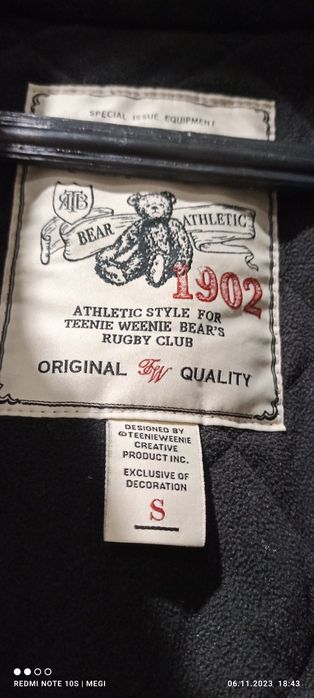 SPECIAL ISSUE EQUIPMENT
BEAR ATHLETIC
1902
ATHLETIC STYLE FOR
TEENIE WEENIE BEAR'S
RUGBY CLUB
ORIGINAL TW QUALITY
DESIGNED BY
©TEENIEWEENIE
CREATIVE
PRODUCT INC.
EXCLUSIVE OF
DECORATION
S
REDMI NOTE 10S | MEGI
06.11.2023 18:43